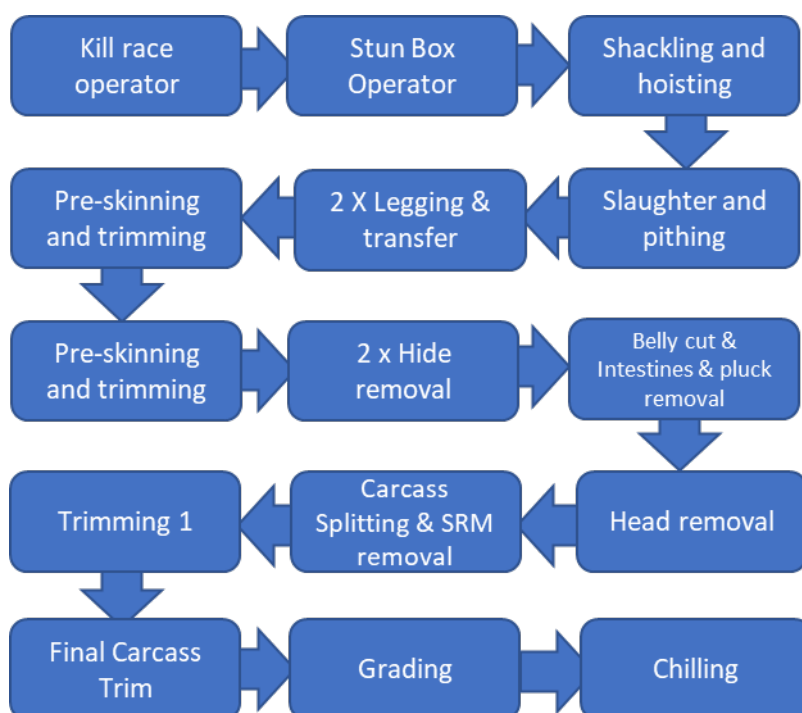 Kill race
operator
Stun Box
Operator
Shackling and
hoisting
Slaughter and
pithing
2 X Legging &
transfer
Pre-skinning
and trimming
Pre-skinning
and trimming
2 x Hide
removal
Belly cut &
Intestines & pluck
removal
Head removal
Carcass
Splitting & SRM
removal
Trimming 1
Final Carcass
Trim
Grading
Chilling